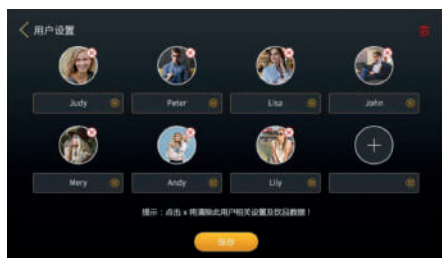 用户设置
Judy
Peter
Lisa
John
Mery
Andy
Lily
提示：点击 x 将清除此用户相关设置及饮品数据！
保存